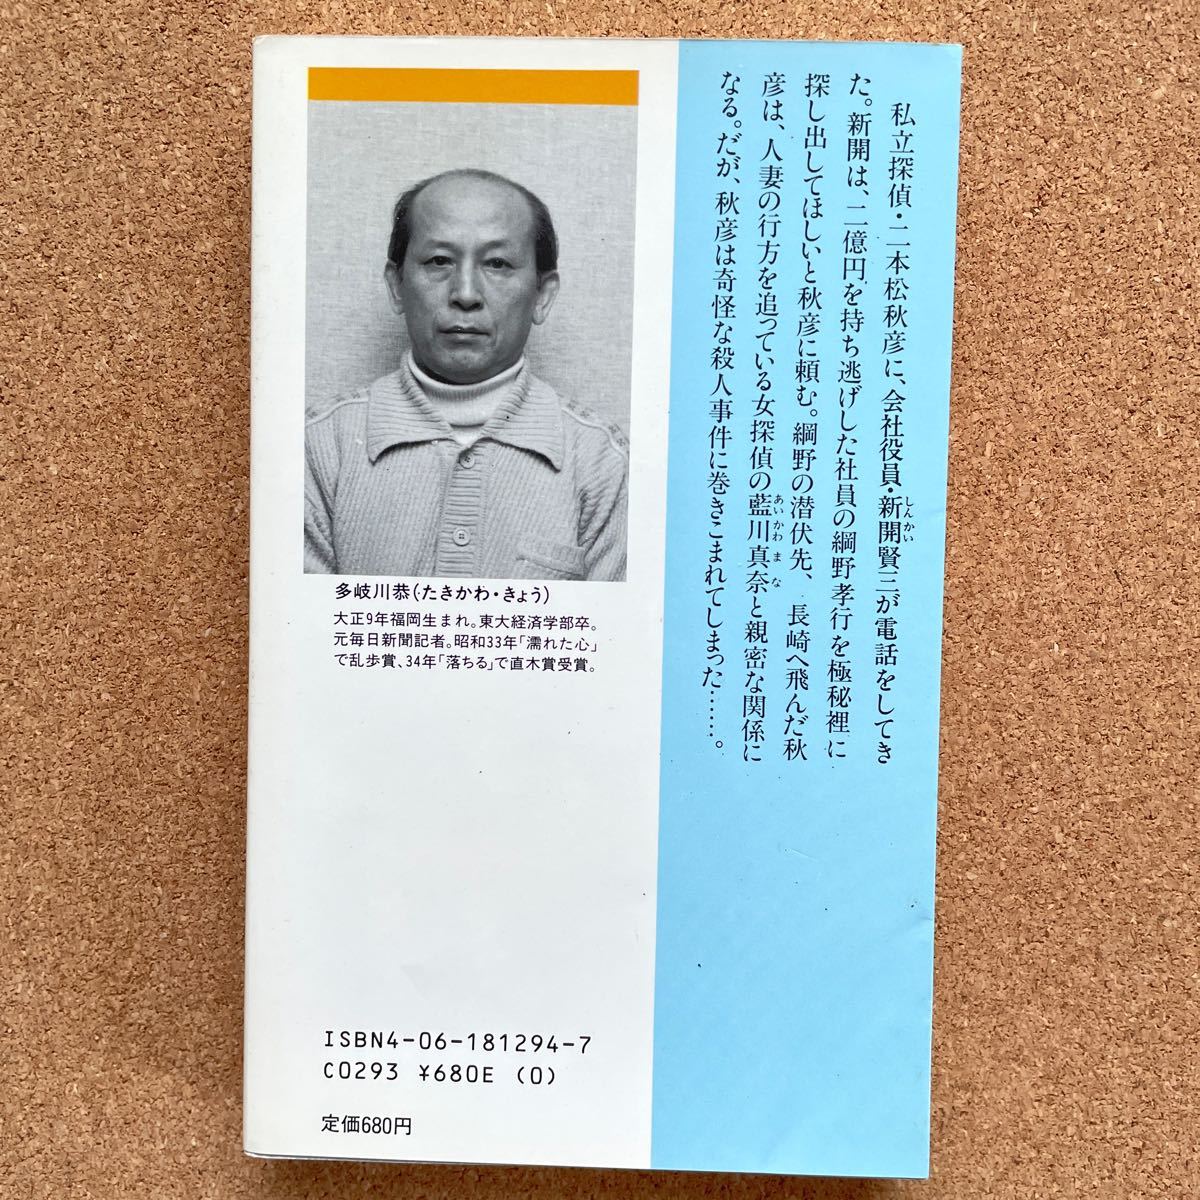 私立探偵・二本松秋彦に、会社役員・新開賢三が電話をしてき
しんかい
た。新開は、二億円を持ち逃げした社員の綱野孝行を極秘裡に
探し出してほしいと秋彦に頼む。綱野の潜伏先、長崎へ飛んだ秋
彦は、人妻の行方を追っている女探偵の藍川真奈と親密な関係に
あいかわまな
なる。だが、秋彦は奇怪な殺人事件に巻きこまれてしまった……。
多岐川恭(たきかわ・きょう)
大正9年福岡生まれ。東大経済学部卒。
元毎日新聞記者。昭和33年「濡れた心」
で乱歩賞、34年「落ちる」で直木賞受賞。
ISBN4-06-181294-7
C0293 ¥680E (0)
定価680円